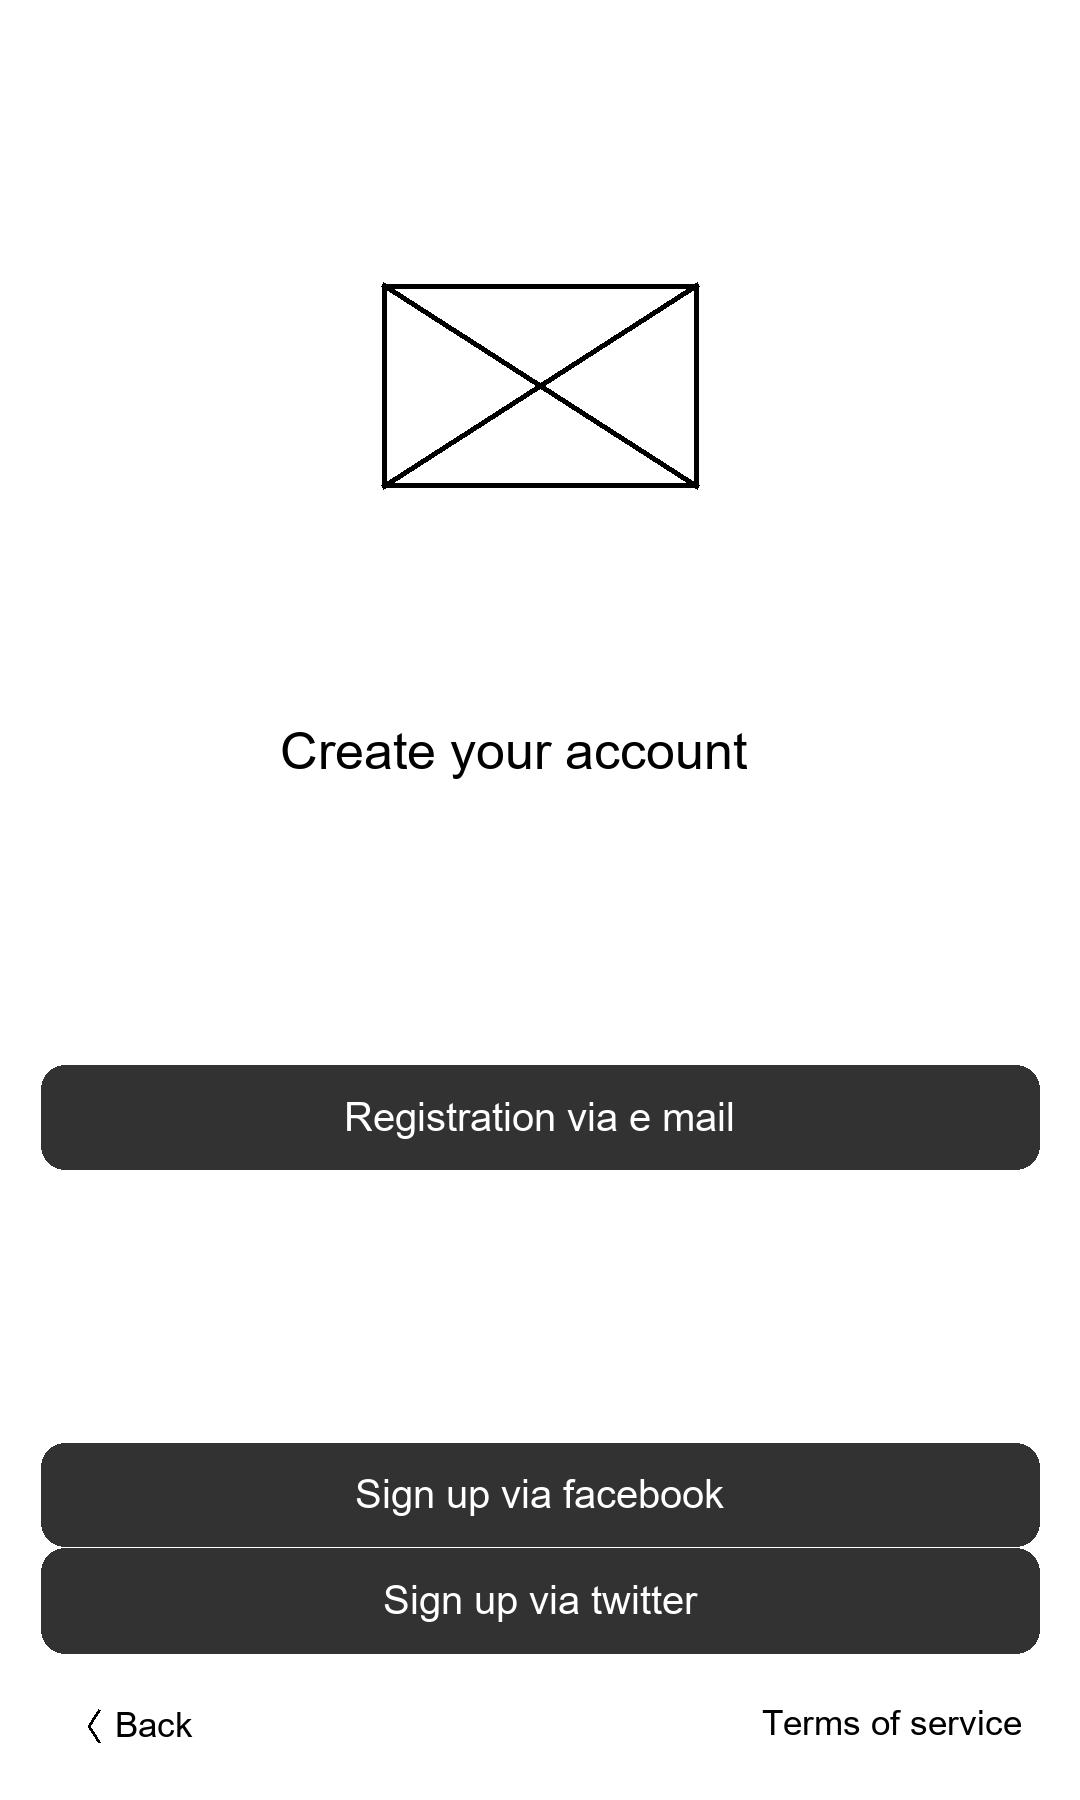 Create your account
Registration via e mail
Sign up via facebook
Sign up via twitter
Back
Terms of service